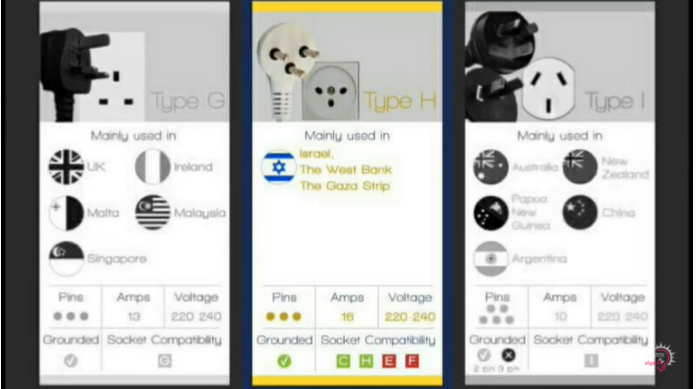 Type G
Mainly used in
UK
Ireland
Malta
Malaysia
Singapore
Pins
Amps
Voltage
13
220 240
Grounded
Socket Compatibility
G
Type H
Mainly used in
Israel,
The West Bank
The Gaza Strip
Pins
Amps
Voltage
16
220 240
Grounded
Socket Compatibility
C H E F
Type I
Mainly used in
Australia
New
Zealand
Papua
New
Guinea
China
Argentina
Pins
Amps
Voltage
10
220 240
Grounded
Socket Compatibility
2 pin 3 pin
I